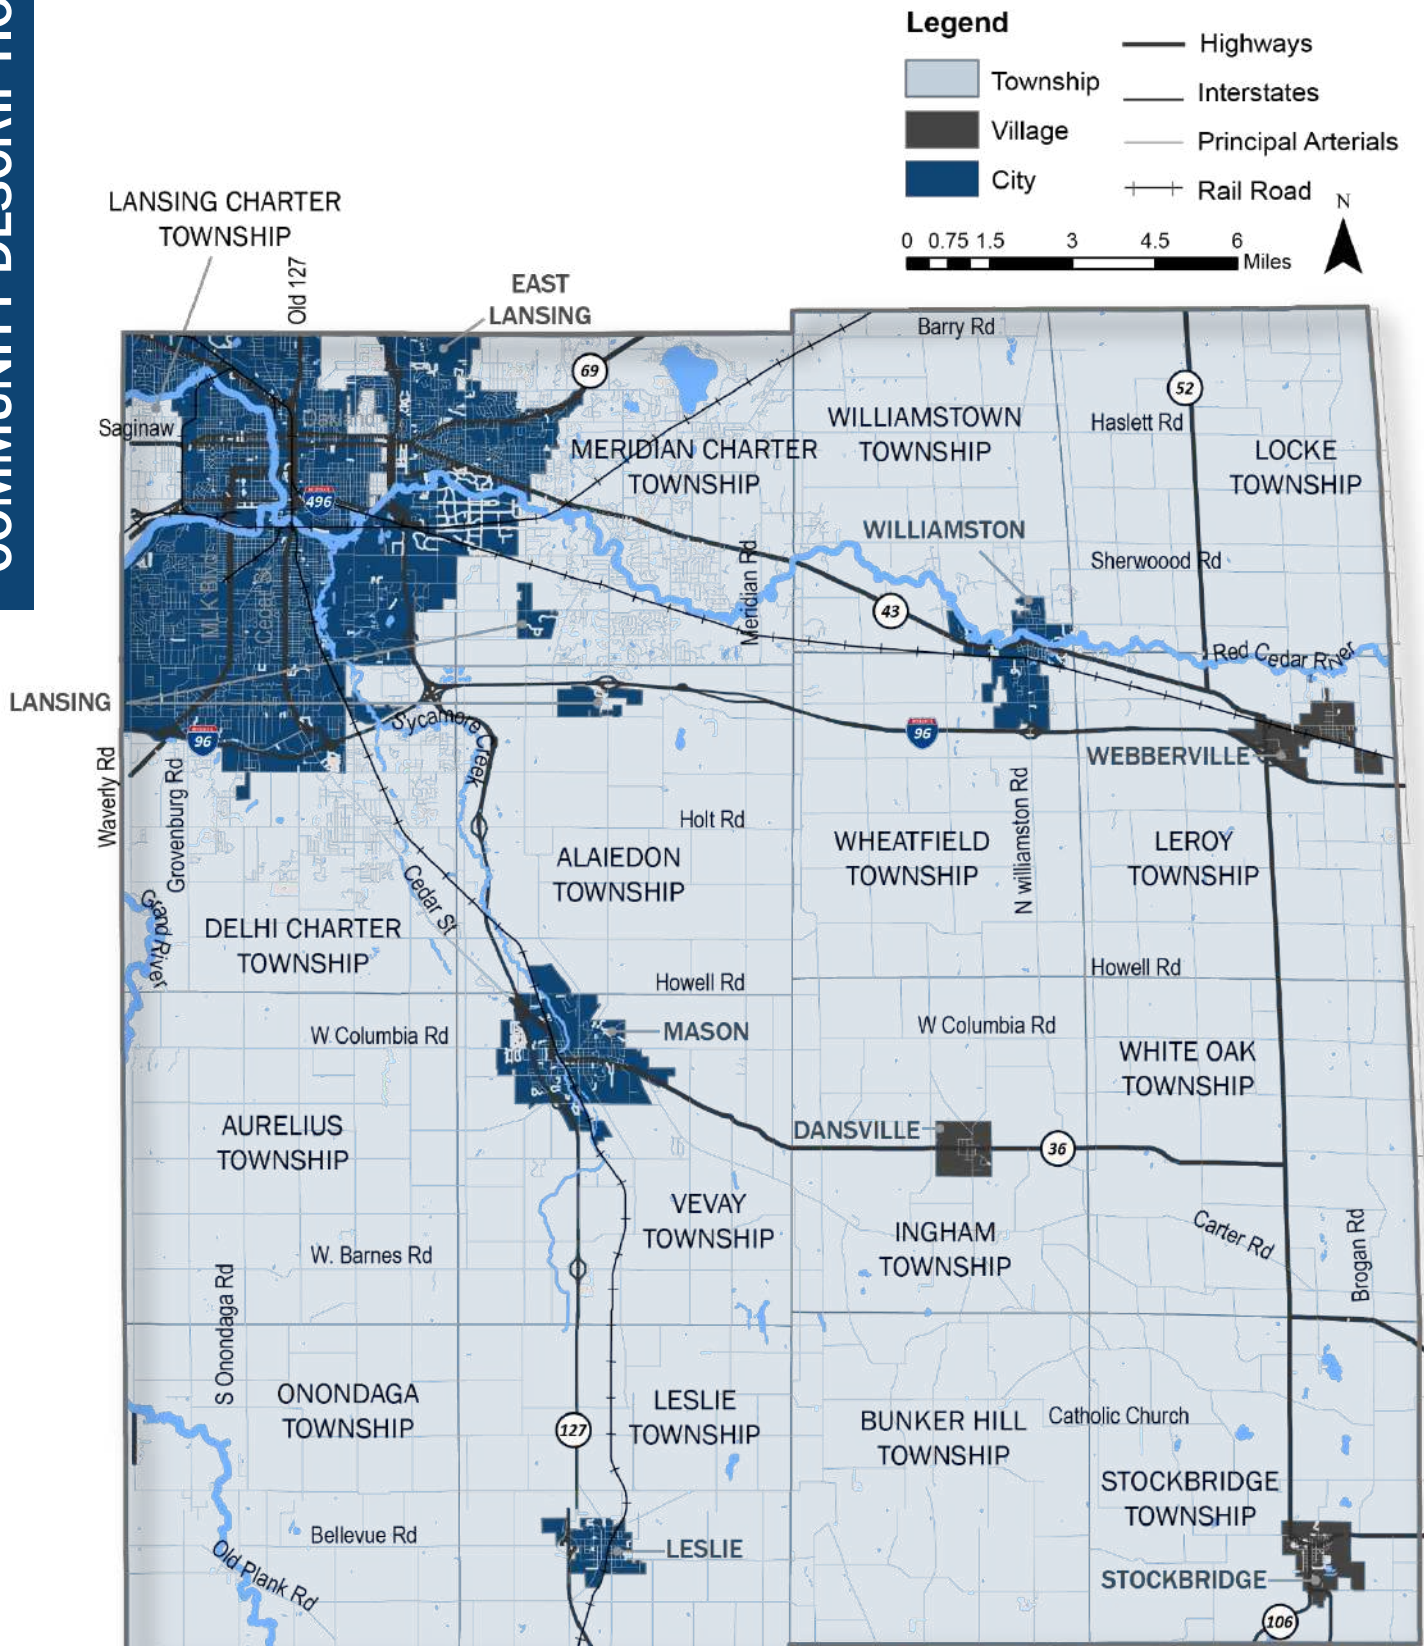 Legend
Township
Village
City
Highways
Interstates
Principal Arterials
Rail Road
N
0 0.75 1.5 3 4.5 6
Miles
LANSING CHARTER
TOWNSHIP
Old 127
EAST
LANSING
Barry Rd
69
52
Saginaw
Oakland
WILLIAMSTOWN
TOWNSHIP
Haslett Rd
MERIDIAN CHARTER
TOWNSHIP
LOCKE
TOWNSHIP
496
WILLIAMSTON
Sherwoood Rd
Meridian Rd
MLK Blvd
Cedar St
43
Red Cedar River
LANSING
Sycamore Creek
96
96
WEBBERVILLE
Waverly Rd
Grovenburg Rd
Holt Rd
N williamston Rd
ALAIEDON
TOWNSHIP
WHEATFIELD
TOWNSHIP
LEROY
TOWNSHIP
Cedar St
Grand River
DELHI CHARTER
TOWNSHIP
Howell Rd
Howell Rd
W Columbia Rd
MASON
W Columbia Rd
WHITE OAK
TOWNSHIP
AURELIUS
TOWNSHIP
DANSVILLE
36
VEVAY
TOWNSHIP
INGHAM
TOWNSHIP
Carter Rd
Brogan Rd
W. Barnes Rd
S Onondaga Rd
ONONDAGA
TOWNSHIP
LESLIE
TOWNSHIP
127
BUNKER HILL
TOWNSHIP
Catholic Church
STOCKBRIDGE
TOWNSHIP
Bellevue Rd
LESLIE
Old Plank Rd
STOCKBRIDGE
106